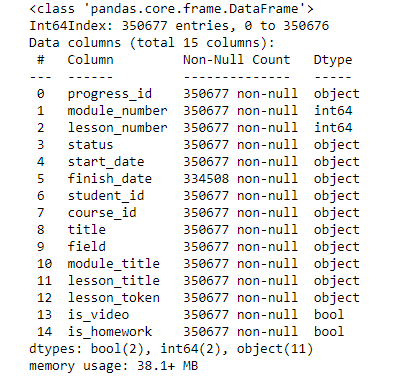 <class 'pandas.core.frame.DataFrame'>
Int64Index: 350677 entries, 0 to 350676
Data columns (total 15 columns):
 #   Column         Non-Null Count   Dtype
---  ------         --------------   -----
 0   progress_id    350677 non-null  object
 1   module_number  350677 non-null  int64
 2   lesson_number  350677 non-null  int64
 3   status         350677 non-null  object
 4   start_date     350677 non-null  object
 5   finish_date    334508 non-null  object
 6   student_id     350677 non-null  object
 7   course_id      350677 non-null  object
 8   title          350677 non-null  object
 9   field          350677 non-null  object
 10  module_title   350677 non-null  object
 11  lesson_title   350677 non-null  object
 12  lesson_token   350677 non-null  object
 13  is_video       350677 non-null  bool
 14  is_homework    350677 non-null  bool
dtypes: bool(2), int64(2), object(11)
memory usage: 38.1+ MB